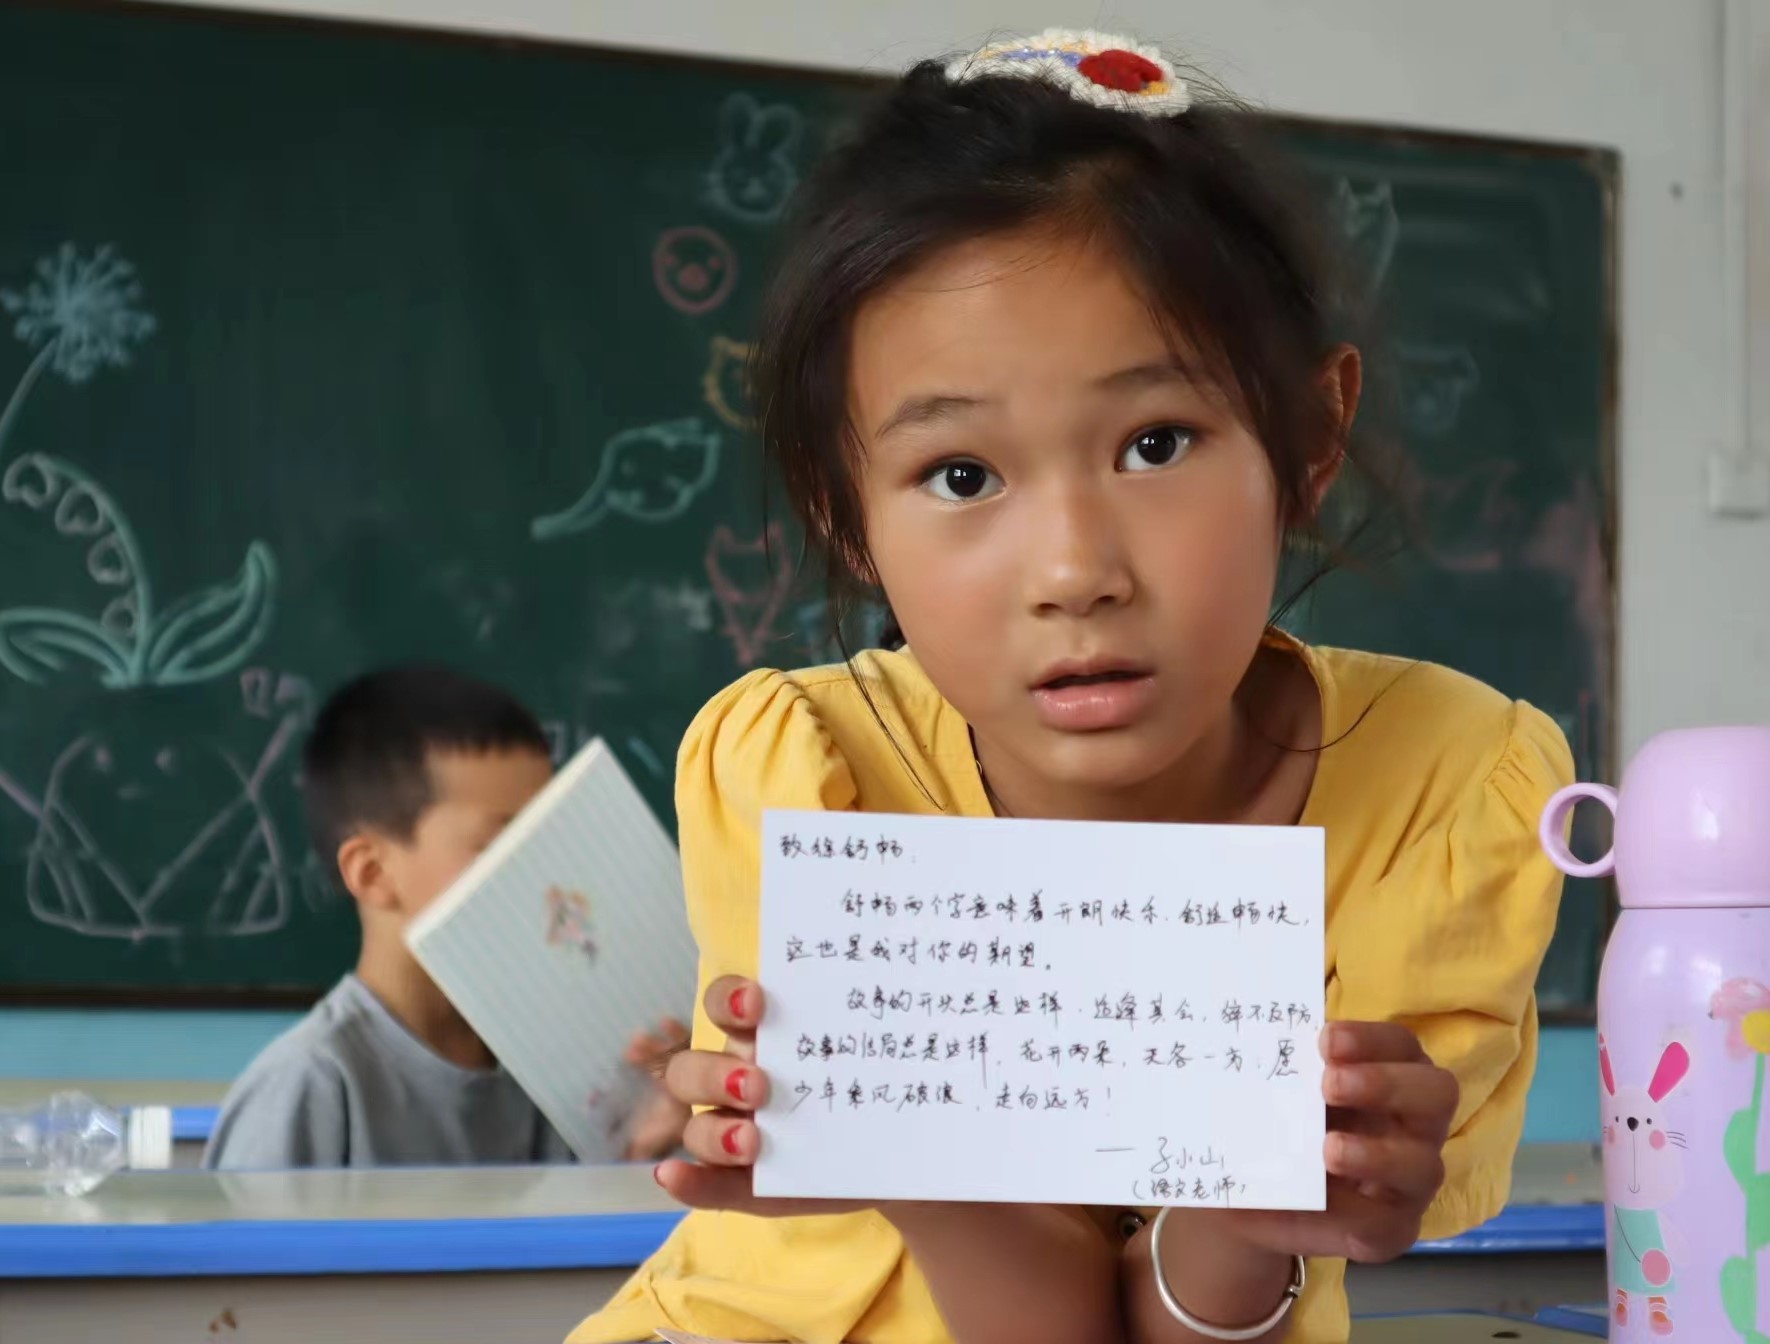 致徐舒畅：
舒畅两个字意味着开朗快乐、舒适畅快，
这也是我对你的期望。
故事的开头总是这样，适逢其会，猝不及防，
故事的结局总是这样，花开两朵，天各一方，愿
少年乘风破浪，走向远方！
— 子小山
（语文老师）